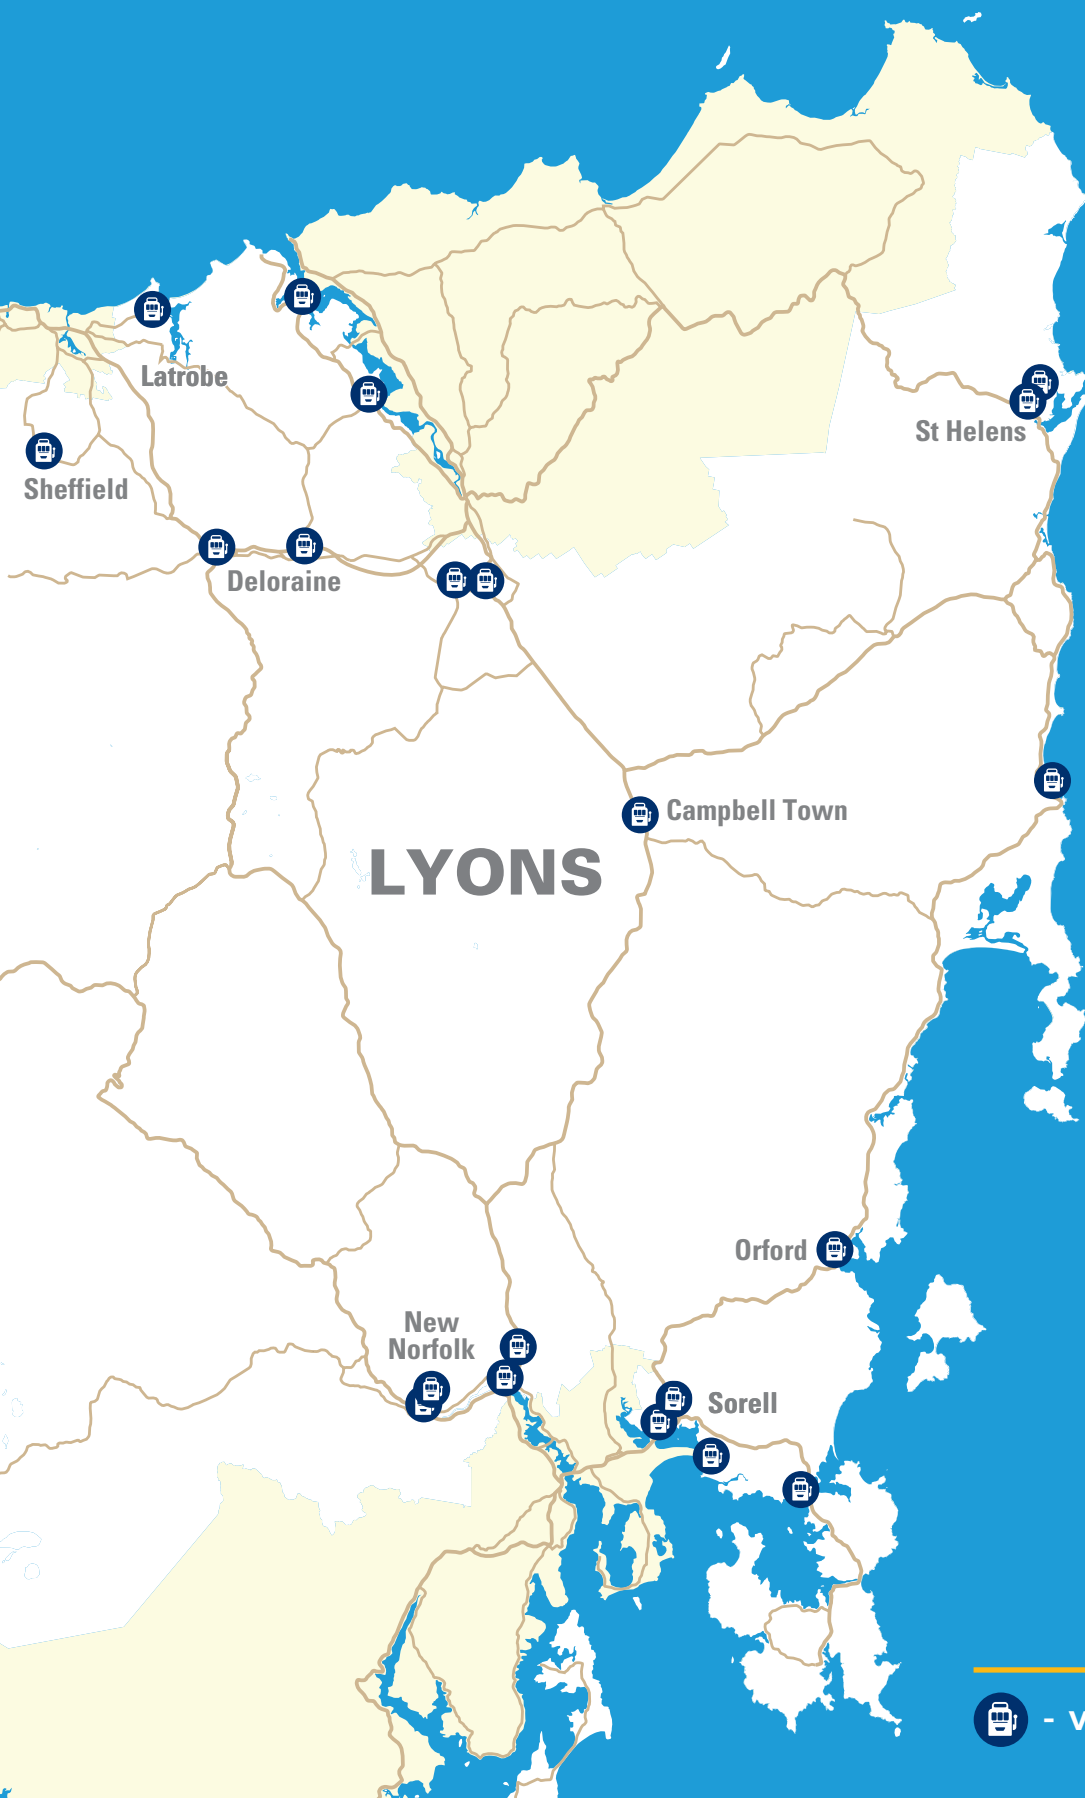 Latrobe
St Helens
Sheffield
Deloraine
Campbell Town
LYONS
Orford
New
Norfolk
Sorell
-